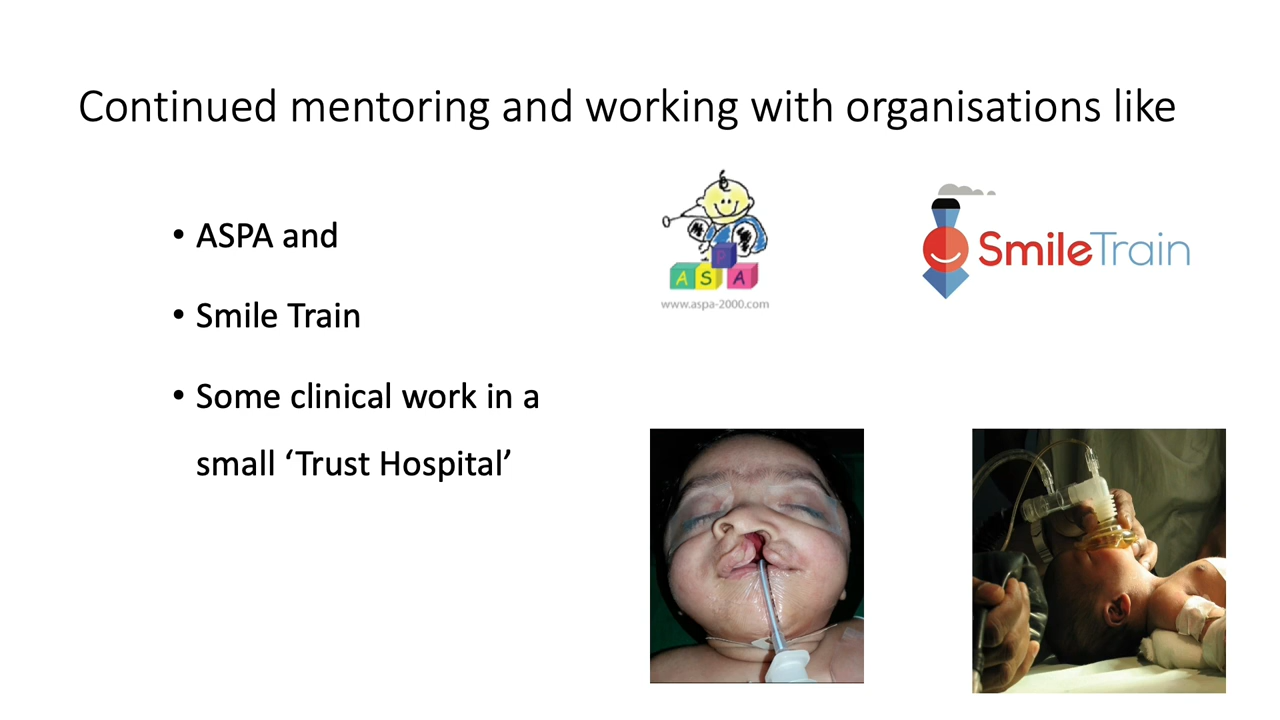 Continued mentoring and working with organisations like
• ASPA and
• Smile Train
• Some clinical work in a
small ‘Trust Hospital’
P
A S A
www.aspa-2000.com
SmileTrain